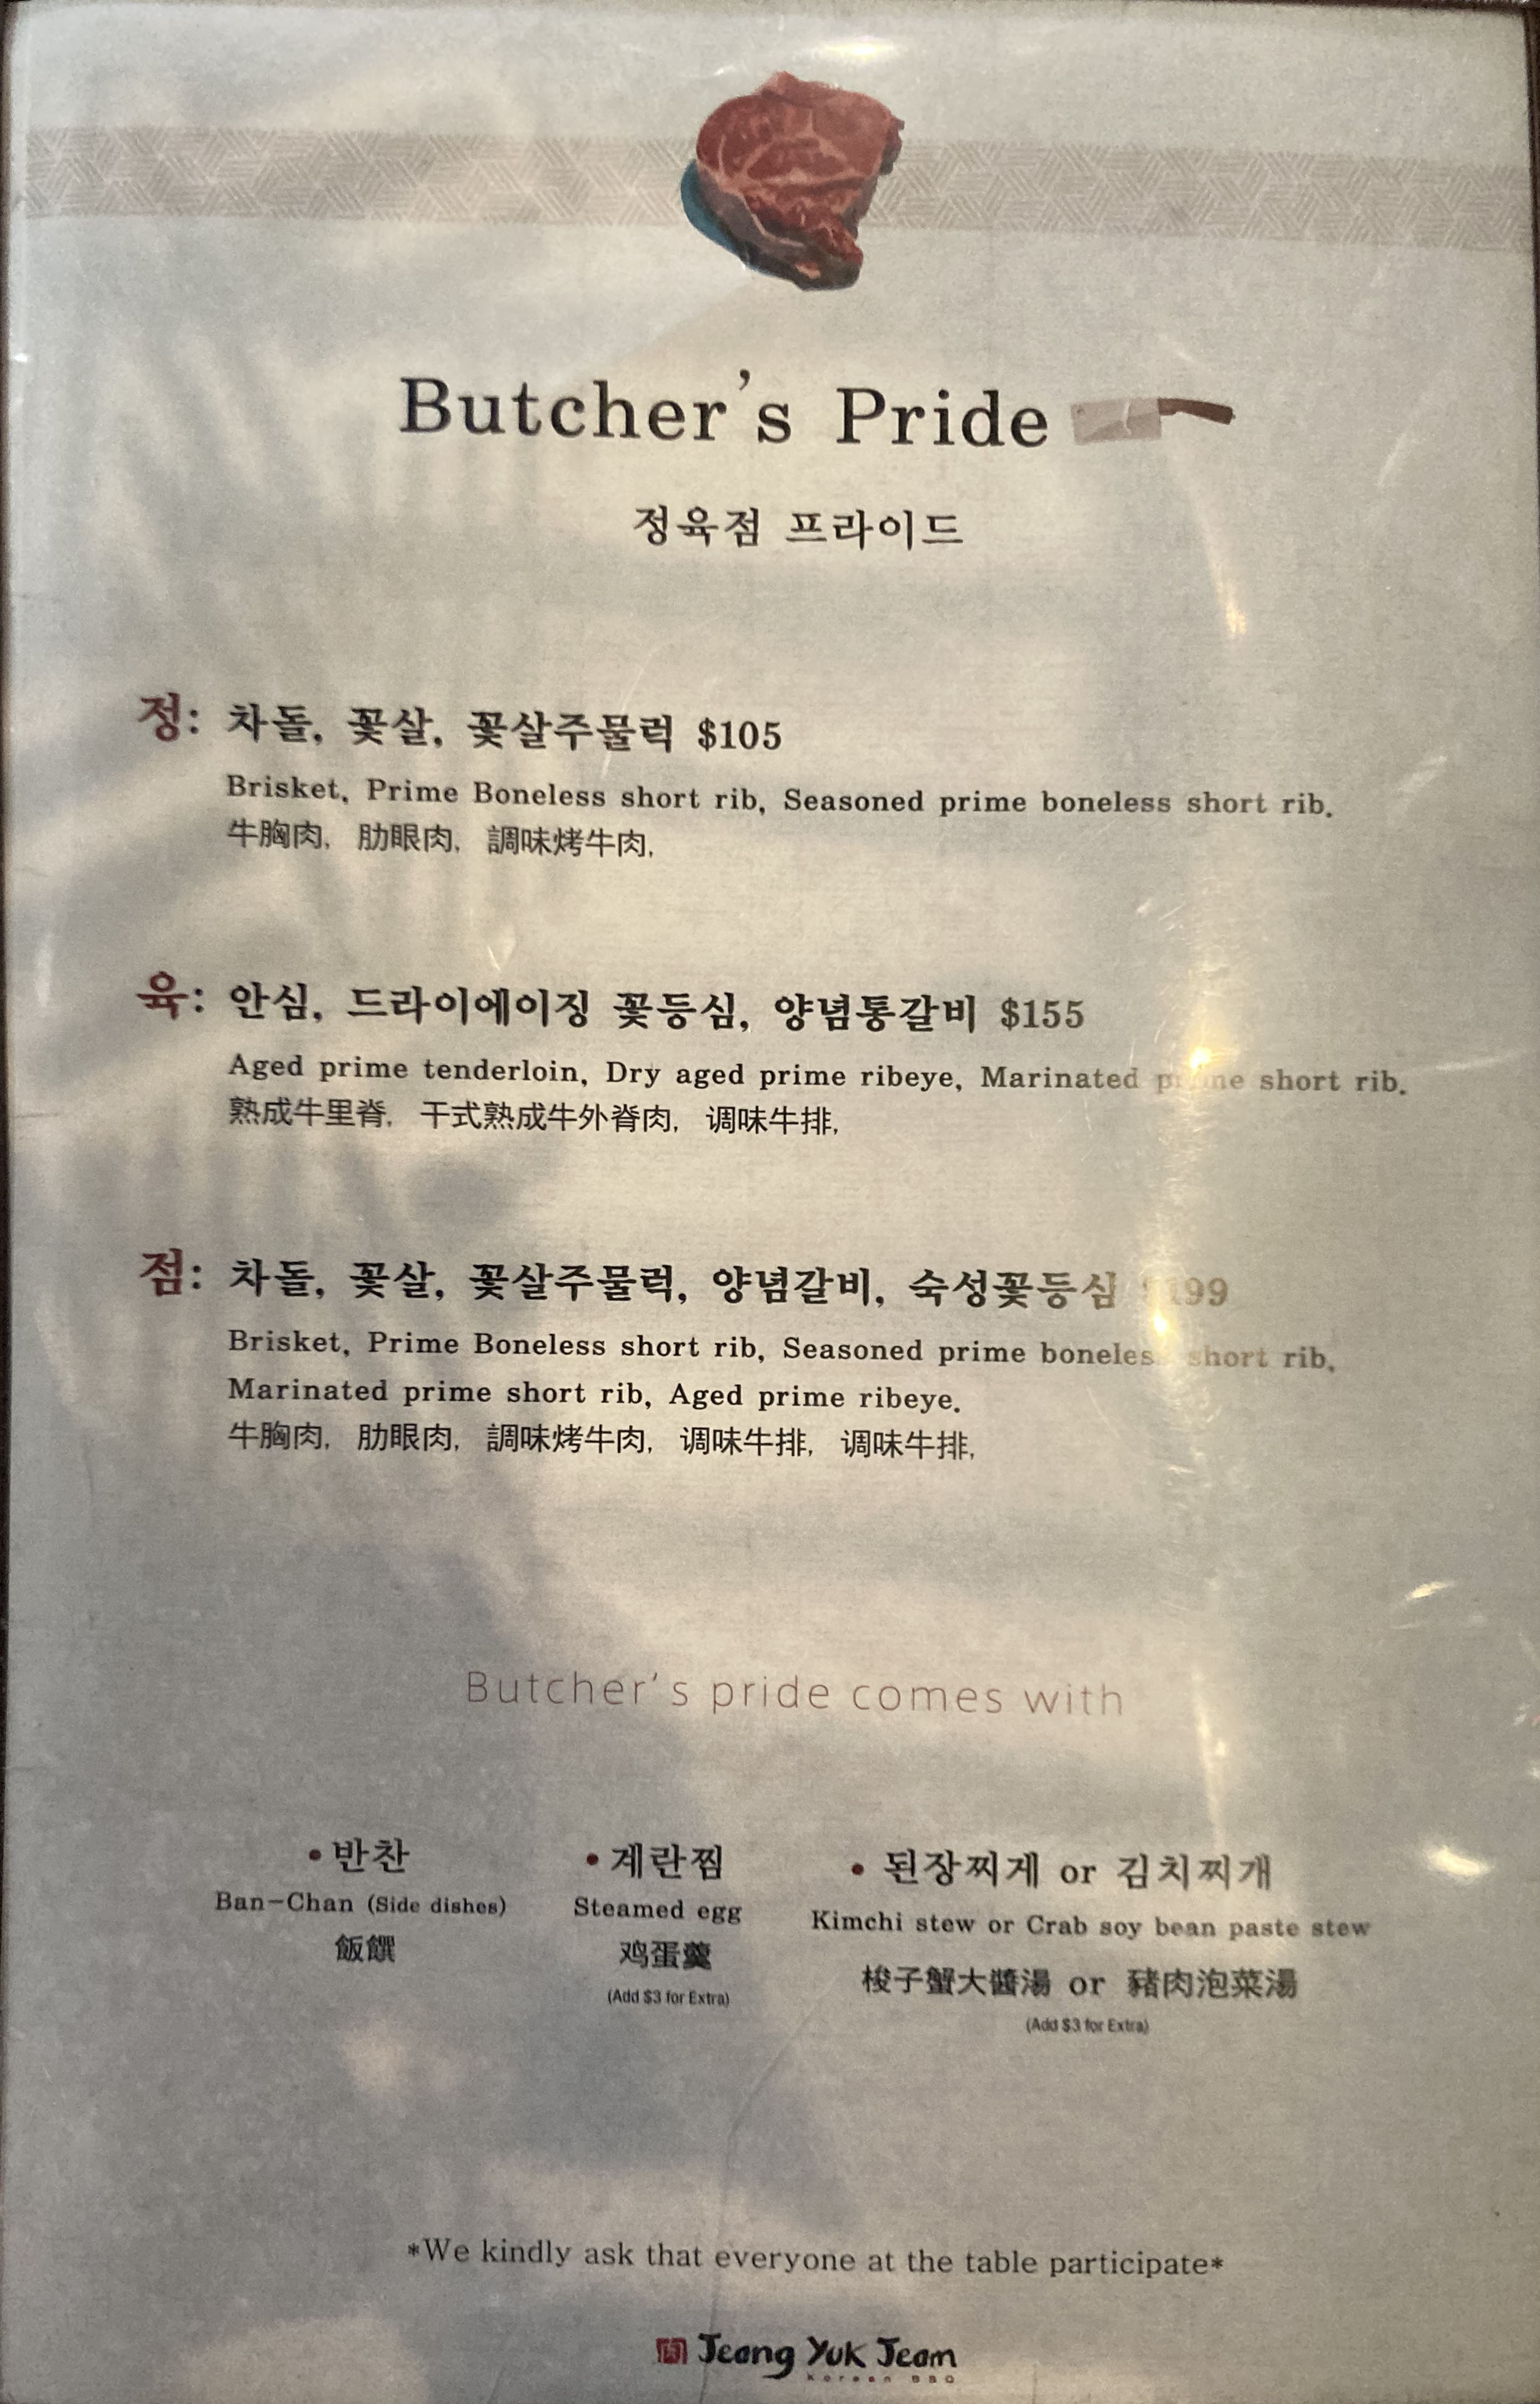 Butcher's Pride
정육점 프라이드
정: 차돌, 꽃살, 꽃살주물럭 $105
Brisket, Prime Boneless short rib, Seasoned prime boneless short rib.
牛胸肉, 肋眼肉, 調味烤牛肉,
육: 안심, 드라이에이징 꽃등심, 양념통갈비 $155
Aged prime tenderloin, Dry aged prime ribeye, Marinated prime short rib.
熟成牛里脊, 干式熟成牛外脊肉, 调味牛排,
점: 차돌, 꽃살, 꽃살주물럭, 양념갈비, 숙성꽃등심 $199
Brisket, Prime Boneless short rib, Seasoned prime boneless short rib,
Marinated prime short rib, Aged prime ribeye.
牛胸肉, 肋眼肉, 調味烤牛肉, 调味牛排, 调味牛排,
Butcher's pride comes with
•반찬
Ban-Chan (Side dishes)
飯饌
•계란찜
Steamed egg
鸡蛋羹
(Add $3 for Extra)
• 된장찌게 or 김치찌개
Kimchi stew or Crab soy bean paste stew
梭子蟹大醬湯 or 豬肉泡菜湯
(Add $3 for Extra)
*We kindly ask that everyone at the table participate*
Jeong Yuk Jeom
Korean BBQ